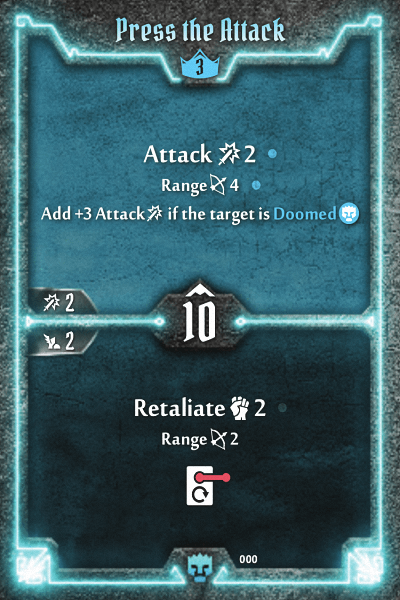 Press the Attack
3
Attack 2
Range 4
Add +3 Attack if the target is Doomed
2
10
2
Retaliate 2
Range 2
000